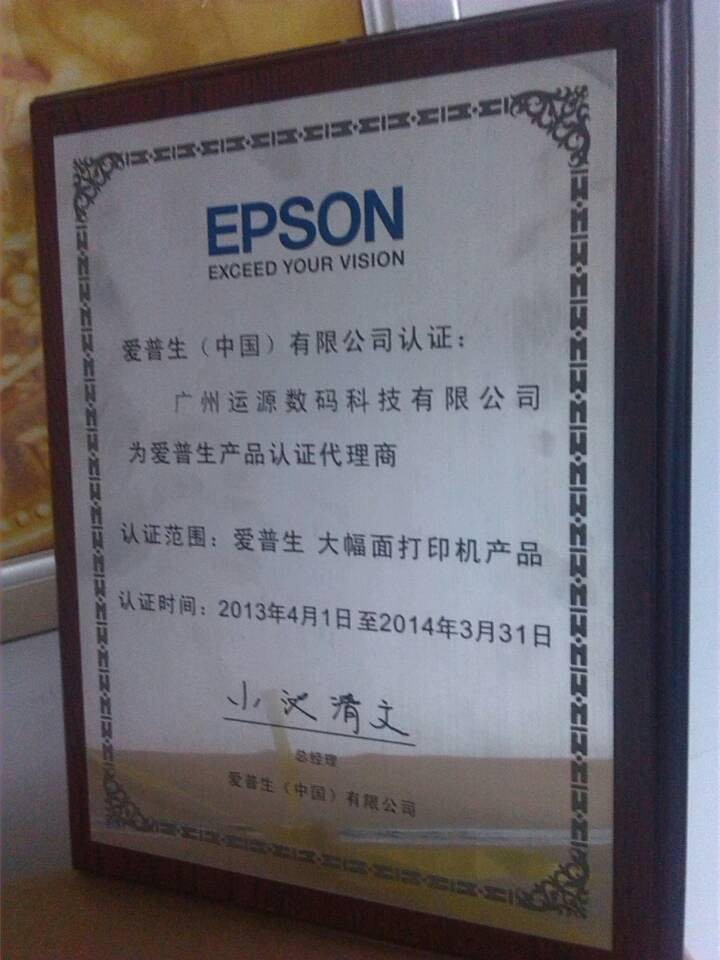 EPSON
EXCEED YOUR VISION
爱普生（中国）有限公司认证：
广州运源数码科技有限公司
为爱普生产品认证代理商
认证范围：爱普生 大幅面打印机产品
认证时间：2013年4月1日至2014年3月31日
小池清文
总经理
爱普生（中国）有限公司